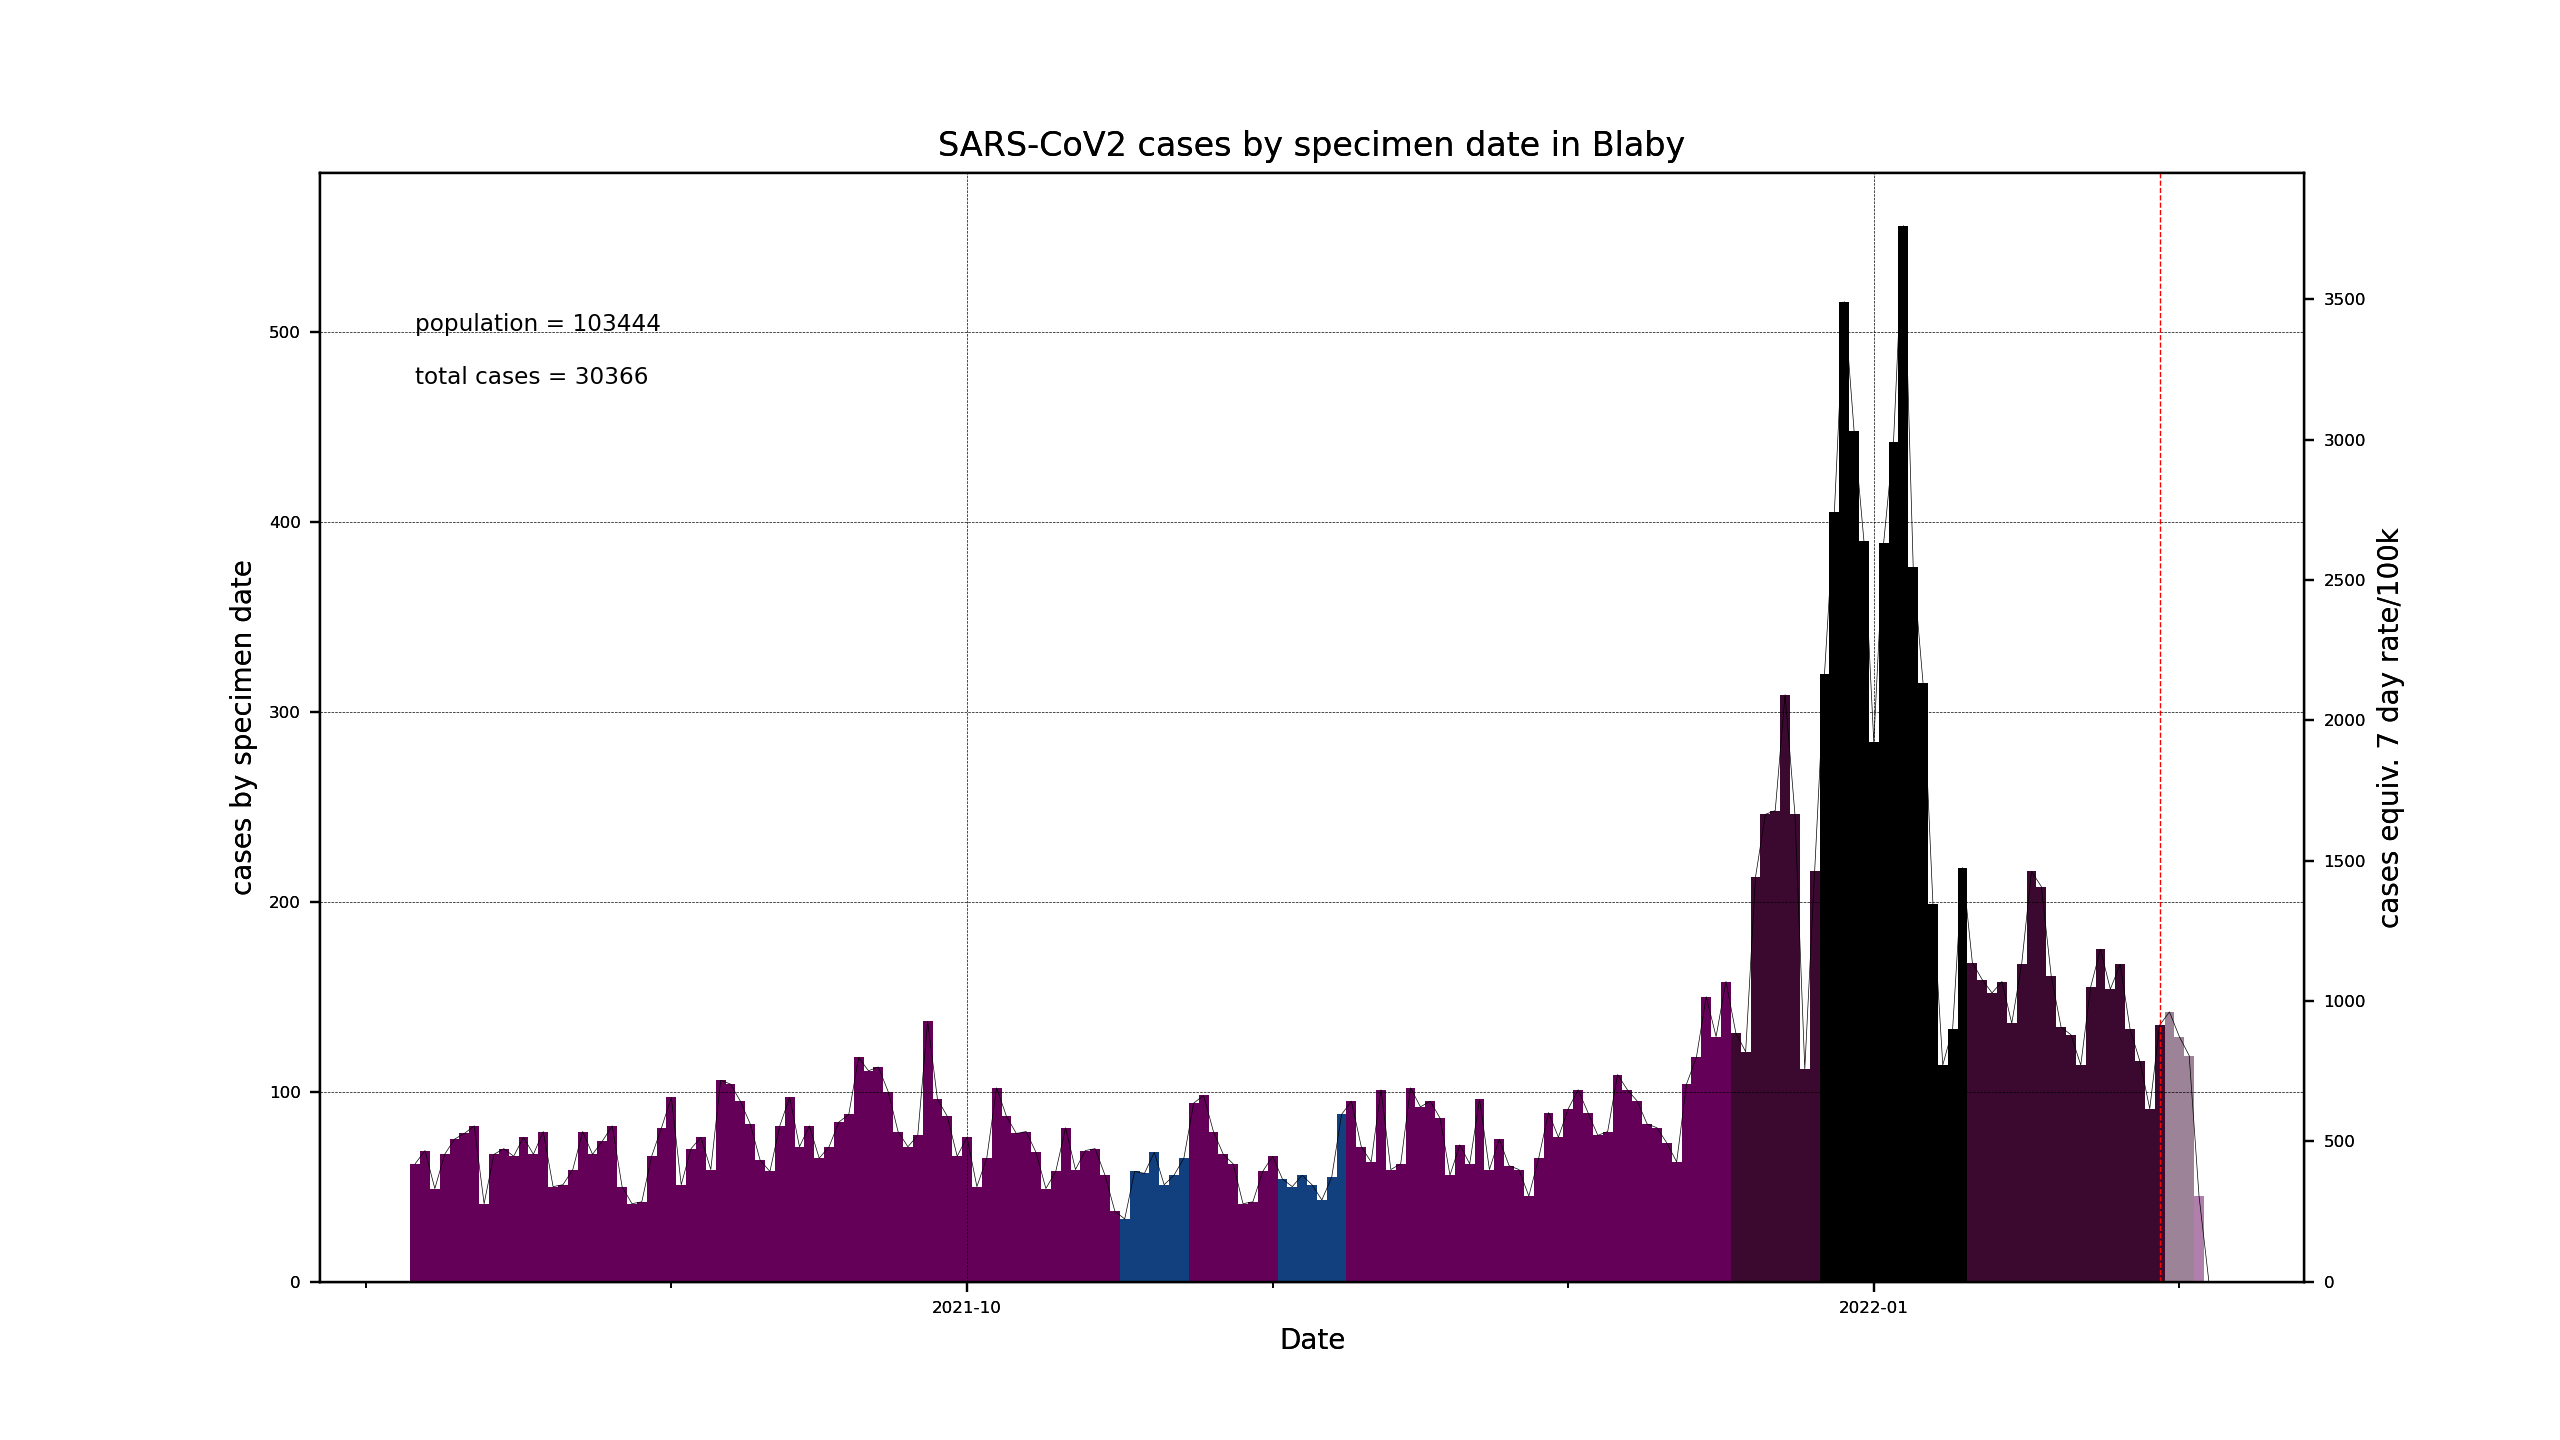 SARS-CoV2 cases by specimen date in Blaby
population = 103444
total cases = 30366
cases by specimen date
500
400
300
200
100
0
3500
3000
2500
2000
1500
1000
500
0
cases equiv. 7 day rate/100k
2021-10
2022-01
Date